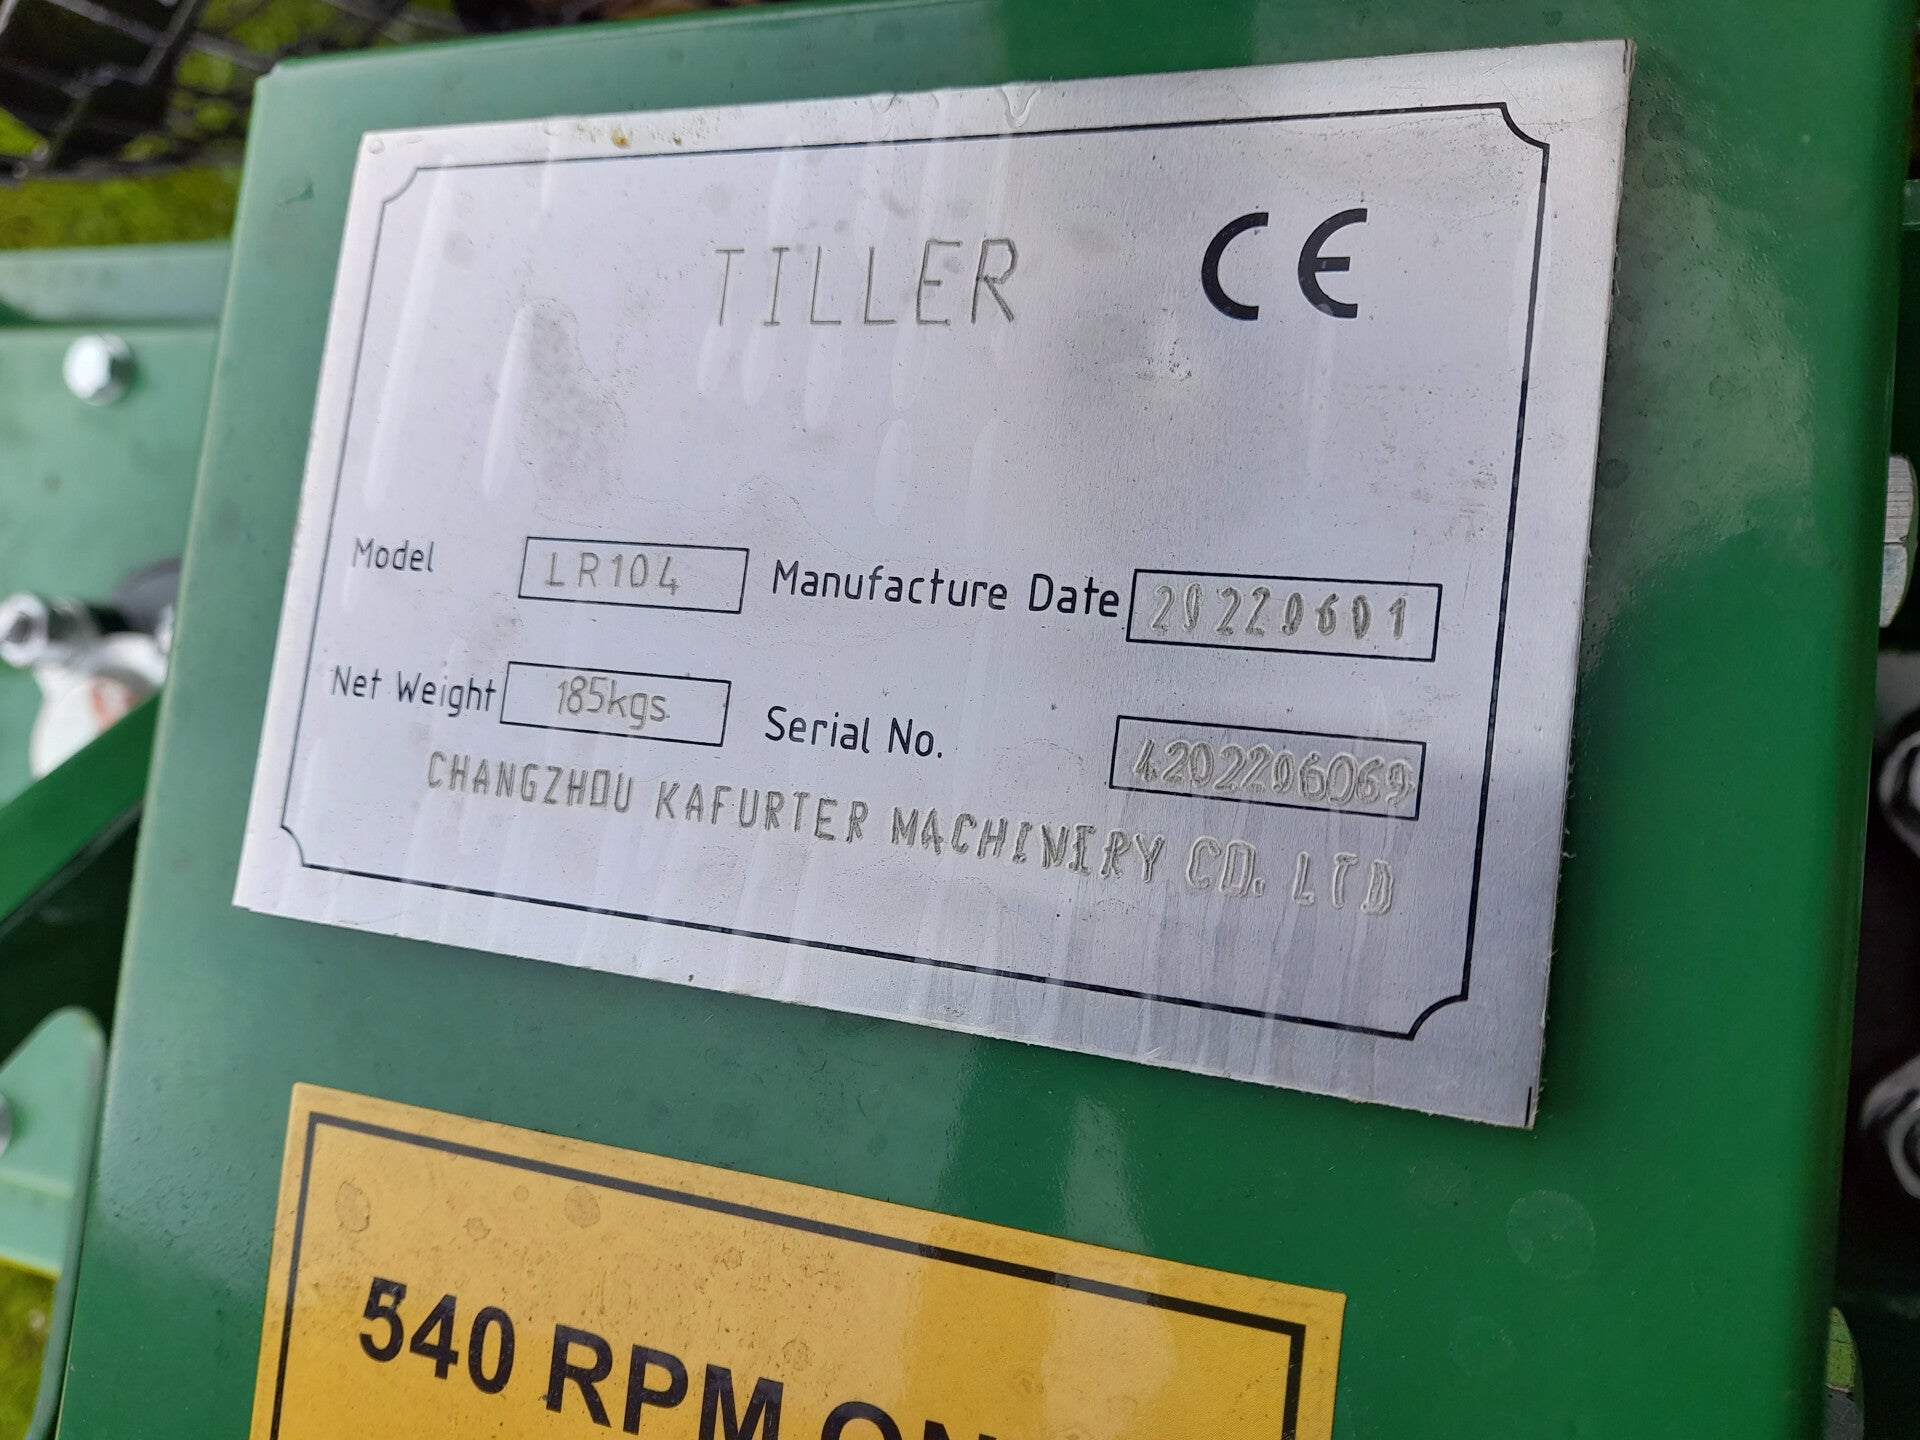 TILLER CE
Model LR104 Manufacture Date 20220601
Net Weight 185kgs Serial No. 4202206069
CHANGZHOU KAFURTER MACHINERY CO. LTD
540 RPM